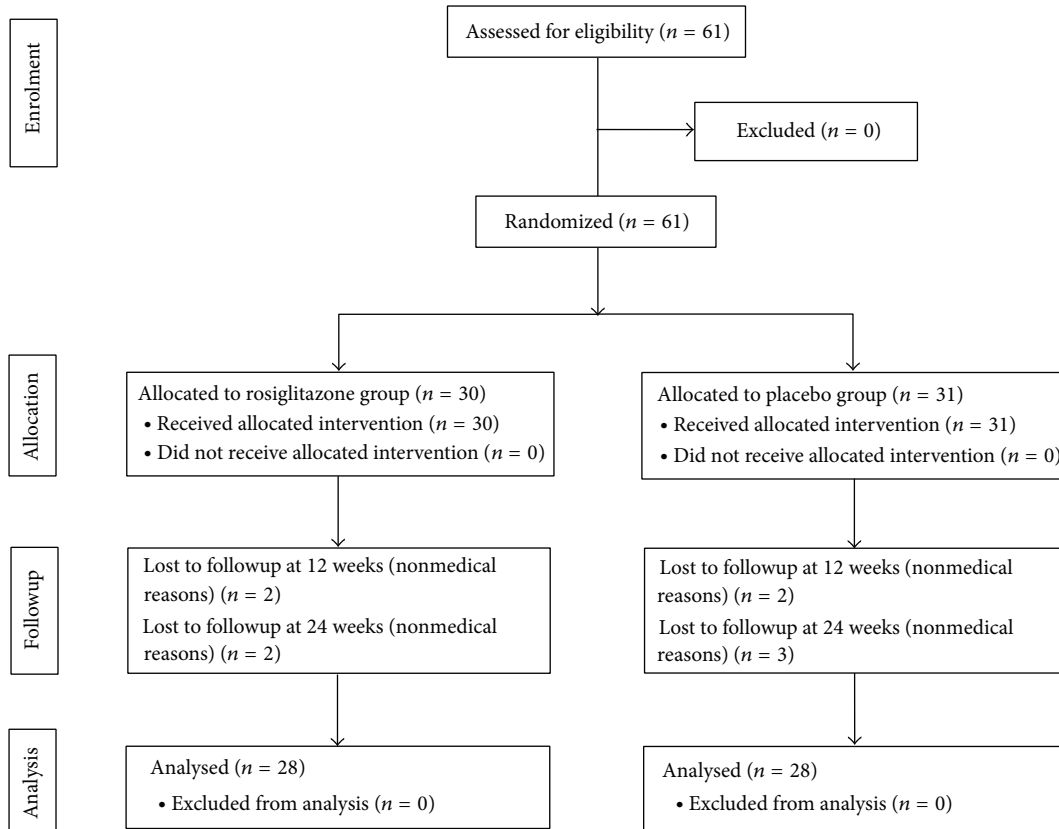 Enrolment
Assessed for eligibility (n = 61)
Excluded (n = 0)
Randomized (n = 61)
Allocation
Allocated to rosiglitazone group (n = 30)
• Received allocated intervention (n = 30)
• Did not receive allocated intervention (n = 0)
Allocated to placebo group (n = 31)
• Received allocated intervention (n = 31)
• Did not receive allocated intervention (n = 0)
Followup
Lost to followup at 12 weeks (nonmedical
reasons) (n = 2)
Lost to followup at 24 weeks (nonmedical
reasons) (n = 2)
Lost to followup at 12 weeks (nonmedical
reasons) (n = 2)
Lost to followup at 24 weeks (nonmedical
reasons) (n = 3)
Analysis
Analysed (n = 28)
• Excluded from analysis (n = 0)
Analysed (n = 28)
• Excluded from analysis (n = 0)